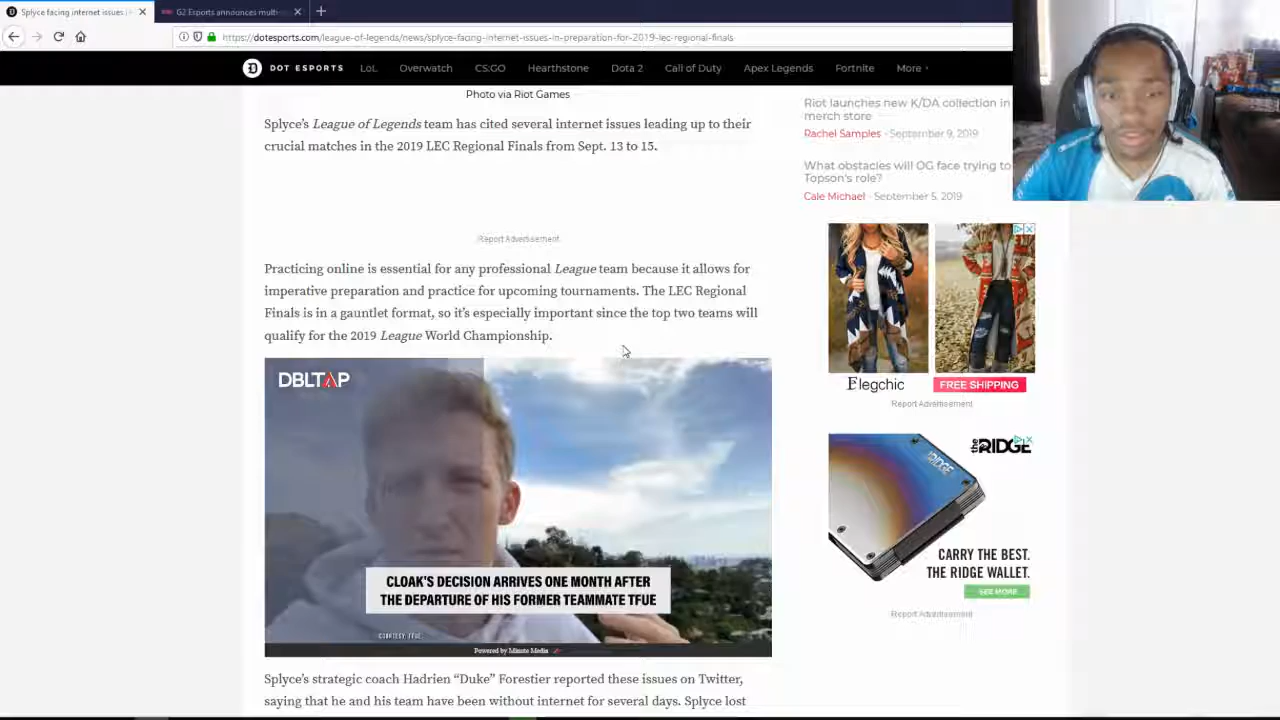 Splyce facing internet issues i
G2 Esports announces multi-
https://dotesports.com/league-of-legends/news/splyce-facing-internet-issues-in-preparation-for-2019-lec-regional-finals
DOT ESPORTS
LoL
Overwatch
CS:GO
Hearthstone
Dota 2
Call of Duty
Apex Legends
Fortnite
More
Photo via Riot Games
Splyce's League of Legends team has cited several internet issues leading up to their
crucial matches in the 2019 LEC Regional Finals from Sept. 13 to 15.
Report Advertisement
Practicing online is essential for any professional League team because it allows for
imperative preparation and practice for upcoming tournaments. The LEC Regional
Finals is in a gauntlet format, so it's especially important since the top two teams will
qualify for the 2019 League World Championship.
DBLTAP
CLOAK'S DECISION ARRIVES ONE MONTH AFTER
THE DEPARTURE OF HIS FORMER TEAMMATE TFUE
COURTESY: TFUE
Powered by Minute Media
Splyce's strategic coach Hadrien "Duke" Forestier reported these issues on Twitter,
saying that he and his team have been without internet for several days. Splyce lost
Riot launches new K/DA collection in
merch store
Rachel Samples - September 9, 2019
What obstacles will OG face trying to
Topson's role?
Cale Michael - September 5, 2019
Flegchic
FREE SHIPPING
Report Advertisement
the RIDGE
RIDGE
CARRY THE BEST.
THE RIDGE WALLET.
SEE MORE
Report Advertisement